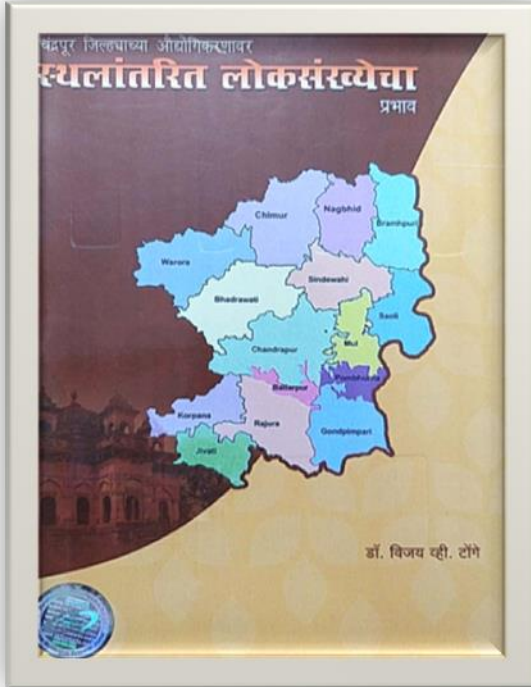 चंद्रपूर जिल्ह्याच्या औद्योगिकरणावर
स्थलांतरित लोकसंख्येचा
प्रभाव
Chimur
Nagbhid
Bramhpuri
Warora
Sindewahi
Bhadrawati
Saoli
Mul
Chandrapur
Pombhurna
Ballarpur
Korpana
Rajura
Gondpimpari
Jivati
डॉ. विजय व्ही. टोंगे